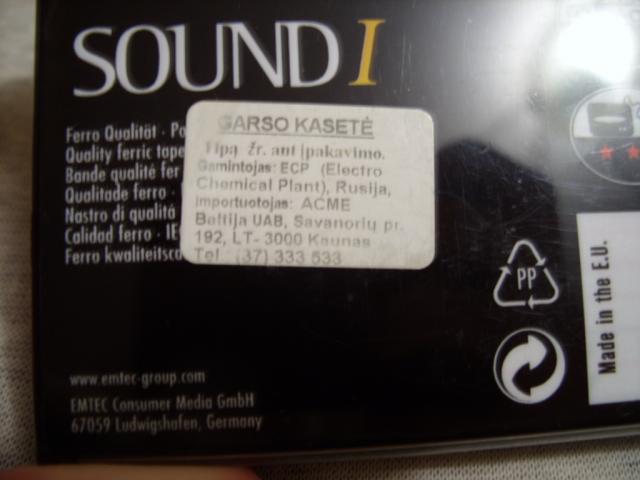 SOUND I
Ferro Qualität · Po
Quality ferric tape
Bande qualité fer
Qualitade ferro ·
Nastro di qualitá
Calidad ferro · IE
Ferro kwaliteitsca
GARSO KASETĖ
Tipą žr. ant įpakavimo.
Gamintojas: ECP (Electro
Chemical Plant), Rusija,
Importuotojas: ACME
Baltija UAB, Savanorių pr.
192, LT- 3000 Kaunas
Tel.: (37) 333 533
www.emtec-group.com
EMTEC Consumer Media GmbH
67059 Ludwigshafen, Germany
PP
Made in the E.U.